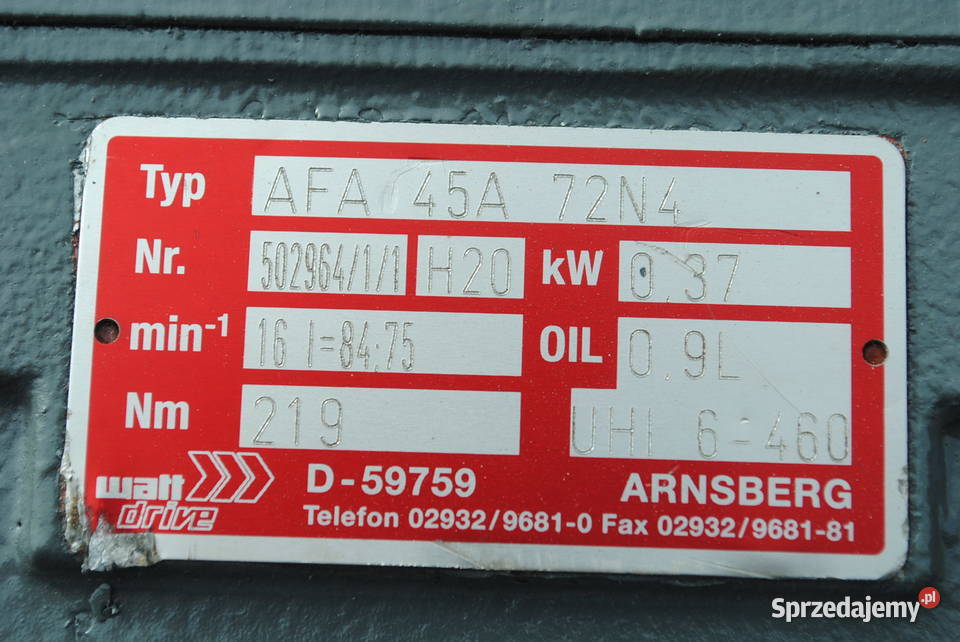 Typ AFA 45A 72N4
Nr. 502964/1/1 H20 kW 0.37
min-1 16 I=84.75 OIL 0.9L
Nm 219 UHI 6-460
watt drive D-59759 ARNSBERG
Telefon 02932/9681-0 Fax 02932/9681-81
Sprzedajemy.pl